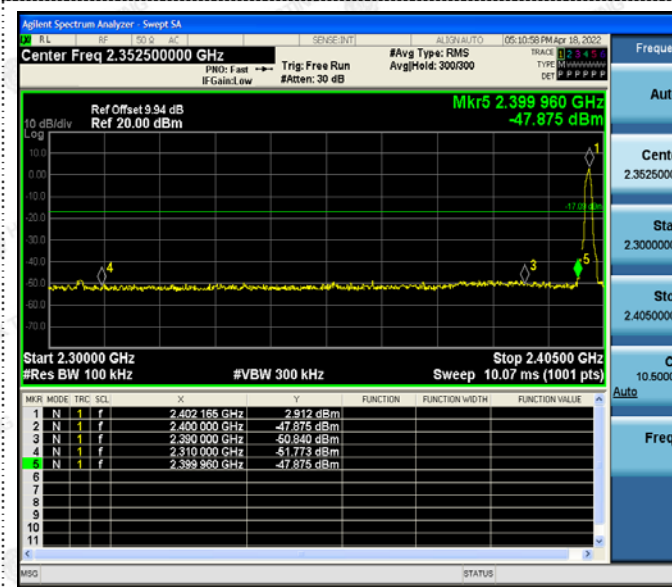 Agilent Spectrum Analyzer - Swept SA
RL RF 50 Ω AC SENSE:INT ALIGN AUTO 05:10:58 PM Apr 18, 2022
Center Freq 2.352500000 GHz #Avg Type: RMS TRACE 1 2 3 4 5 6
PNO: Fast Trig: Free Run Avg|Hold: 300/300 TYPE M
IFGain:Low #Atten: 30 dB DET P P P P P P
Mkr5 2.399 960 GHz
-47.875 dBm
Ref Offset 9.94 dB
10 dB/div Ref 20.00 dBm
Log
10.0
0.00
-10.0
-20.0
-30.0
-40.0
-50.0
-60.0
-70.0
1
-17.09 dBm
4
3
5
Start 2.30000 GHz Stop 2.40500 GHz
#Res BW 100 kHz #VBW 300 kHz Sweep 10.07 ms (1001 pts)
MKR MODE TRC SCL X Y FUNCTION FUNCTION WIDTH FUNCTION VALUE
1 N 1 f 2.402 165 GHz 2.912 dBm
2 N 1 f 2.400 000 GHz -47.875 dBm
3 N 1 f 2.390 000 GHz -50.840 dBm
4 N 1 f 2.310 000 GHz -51.773 dBm
5 N 1 f 2.399 960 GHz -47.875 dBm
6
7
8
9
10
11
MSG STATUS
Freque
Aut
Cent
2.3525000
Sta
2.3000000
Sto
2.4050000
C
10.5000
Auto
Freq